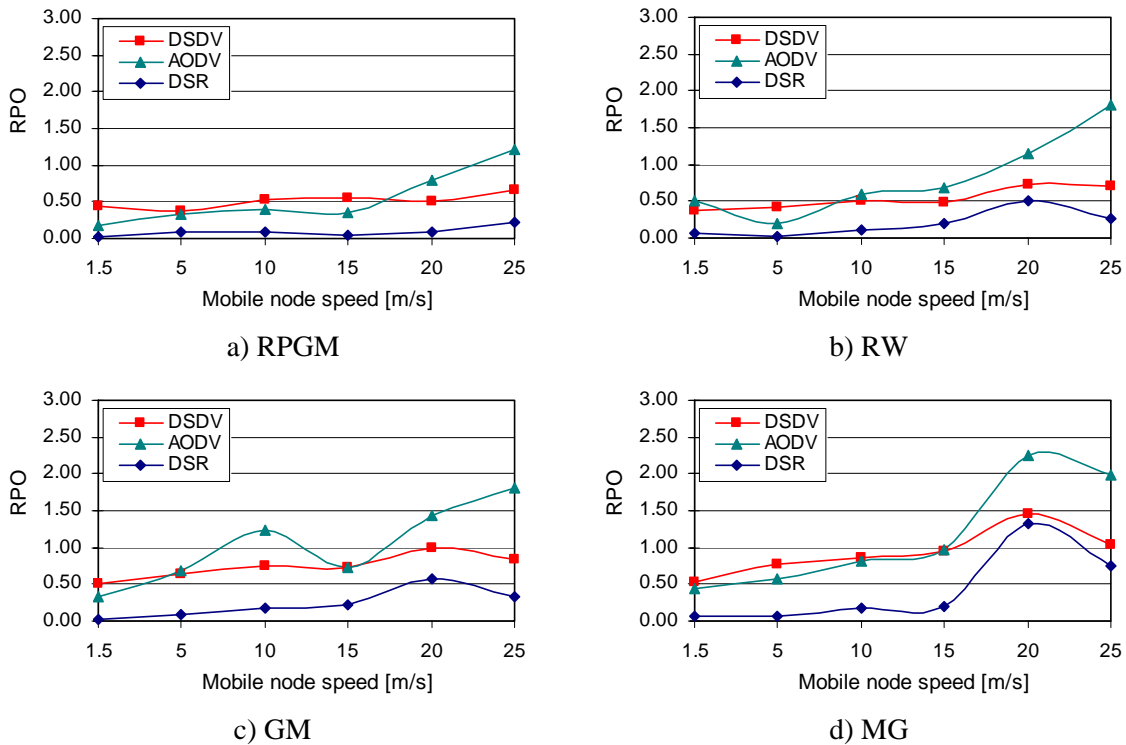 3.00
2.50
2.00
1.50
1.00
0.50
0.00
RPO
DSDV
AODV
DSR
1.5 5 10 15 20 25
Mobile node speed [m/s]
a) RPGM
3.00
2.50
2.00
1.50
1.00
0.50
0.00
RPO
DSDV
AODV
DSR
1.5 5 10 15 20 25
Mobile node speed [m/s]
b) RW
3.00
2.50
2.00
1.50
1.00
0.50
0.00
RPO
DSDV
AODV
DSR
1.5 5 10 15 20 25
Mobile node speed [m/s]
c) GM
3.00
2.50
2.00
1.50
1.00
0.50
0.00
RPO
DSDV
AODV
DSR
1.5 5 10 15 20 25
Mobile node speed [m/s]
d) MG